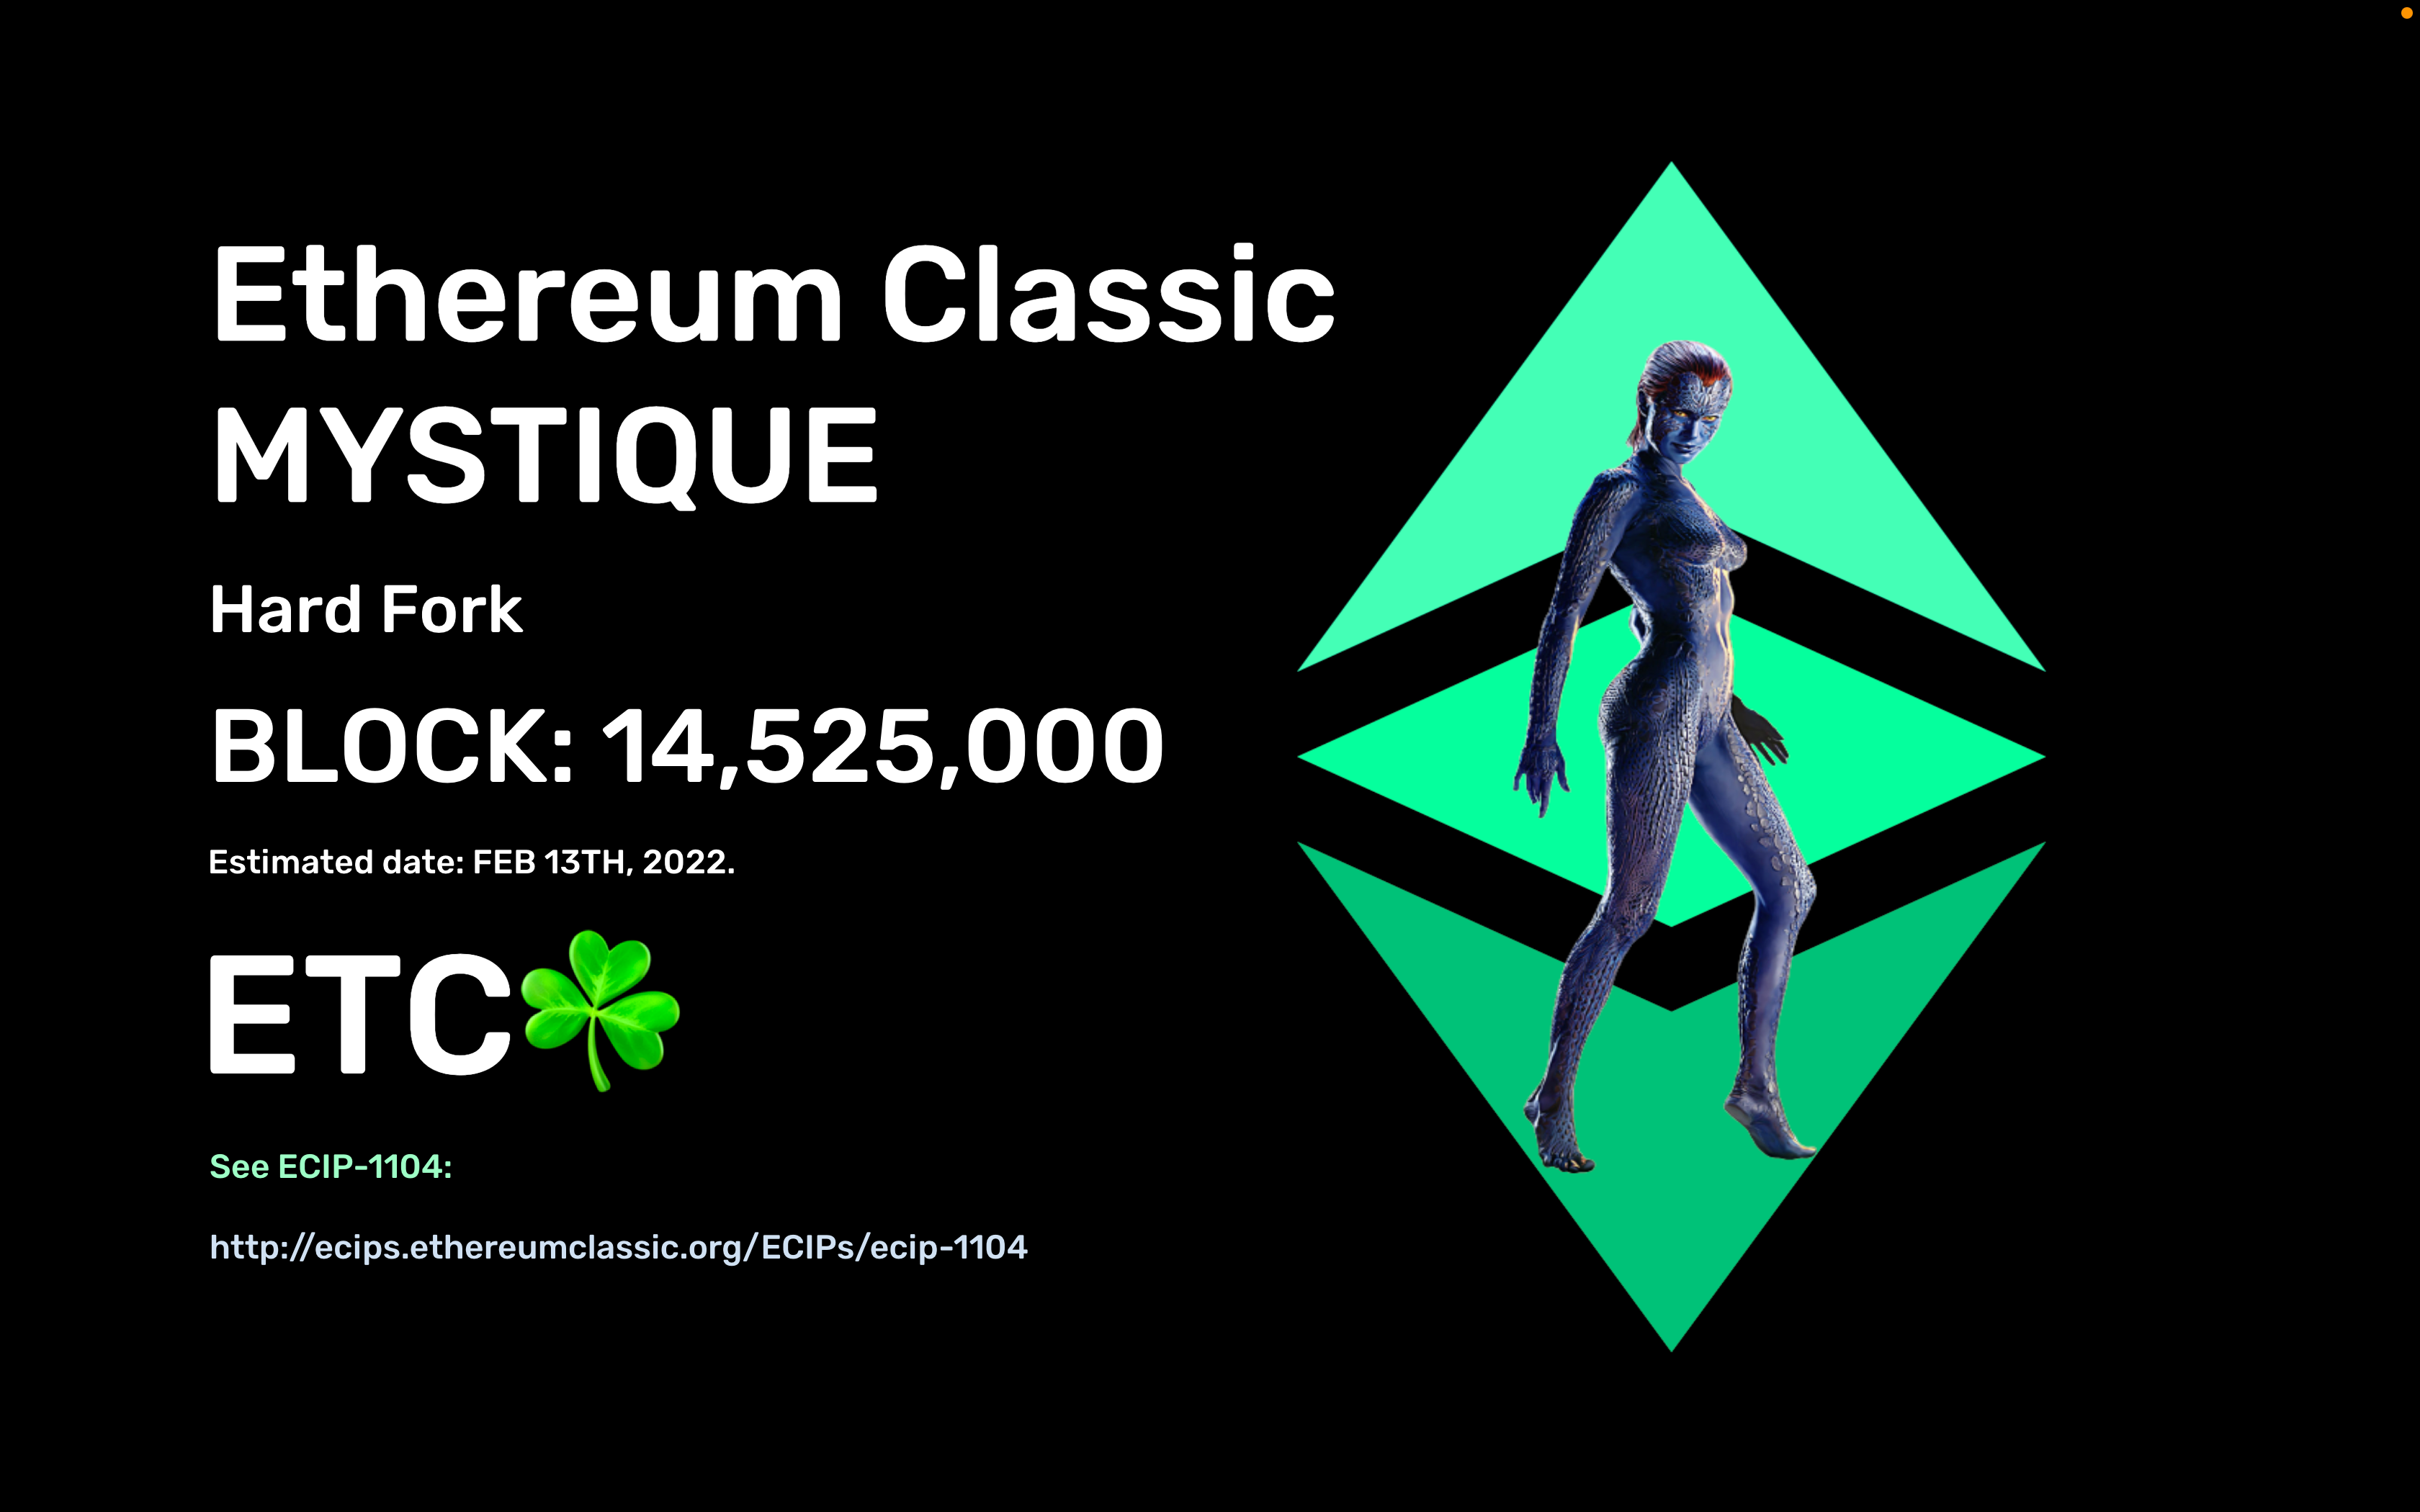 Ethereum Classic
MYSTIQUE
Hard Fork
BLOCK: 14,525,000
Estimated date: FEB 13TH, 2022.
ETC☘️
See ECIP-1104:
http://ecips.ethereumclassic.org/ECIPs/ecip-1104